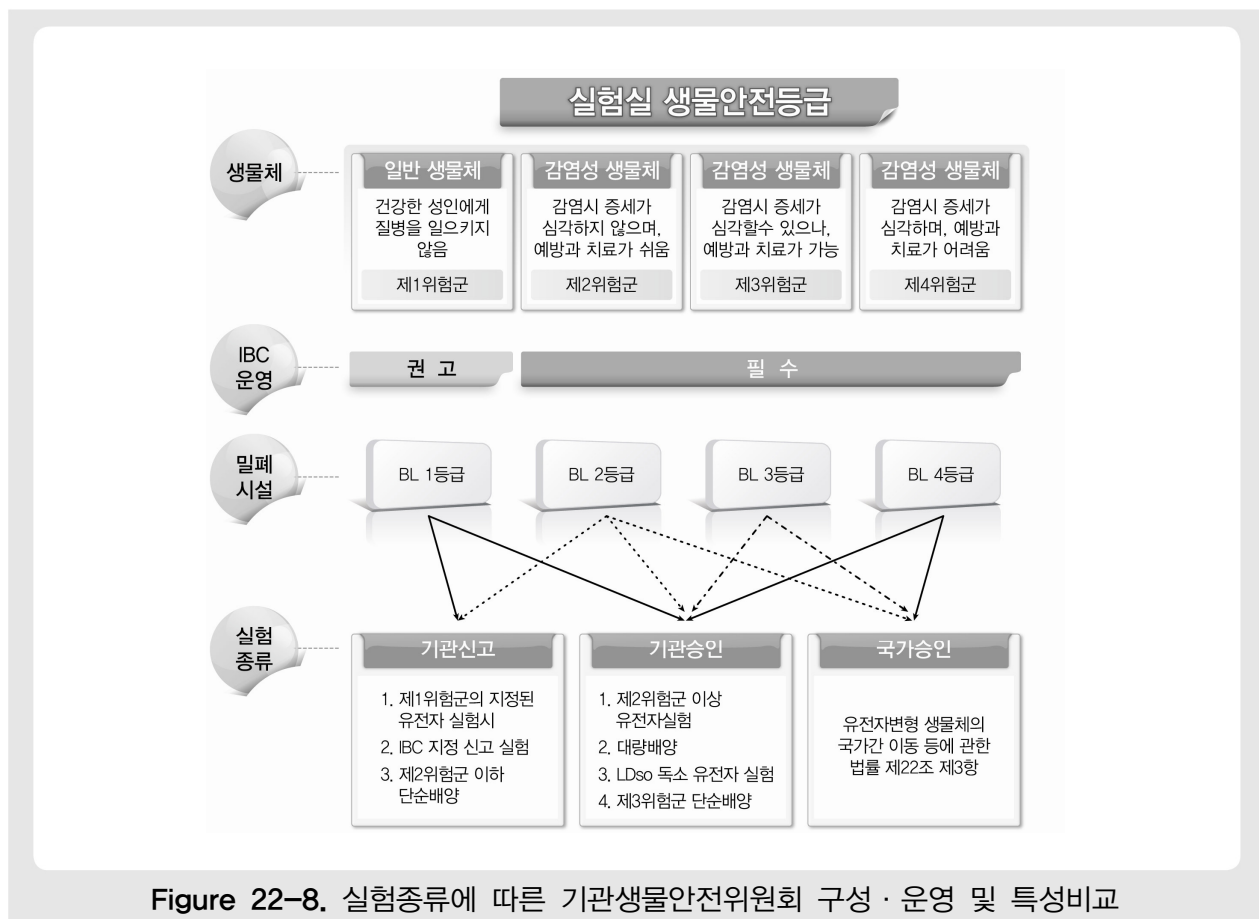 실험실 생물안전등급
생물체
일반 생물체
건강한 성인에게
질병을 일으키지
않음
제1위험군
감염성 생물체
감염시 증세가
심각하지 않으며,
예방과 치료가 쉬움
제2위험군
감염성 생물체
감염시 증세가
심각할수 있으나,
예방과 치료가 가능
제3위험군
감염성 생물체
감염시 증세가
심각하며, 예방과
치료가 어려움
제4위험군
IBC
운영
권 고
필 수
밀폐
시설
BL 1등급
BL 2등급
BL 3등급
BL 4등급
실험
종류
기관신고
1. 제1위험군의 지정된
유전자 실험시
2. IBC 지정 신고 실험
3. 제2위험군 이하
단순배양
기관승인
1. 제2위험군 이상
유전자실험
2. 대량배양
3. LDso 독소 유전자 실험
4. 제3위험군 단순배양
국가승인
유전자변형 생물체의
국가간 이동 등에 관한
법률 제22조 제3항
Figure 22-8. 실험종류에 따른 기관생물안전위원회 구성 · 운영 및 특성비교